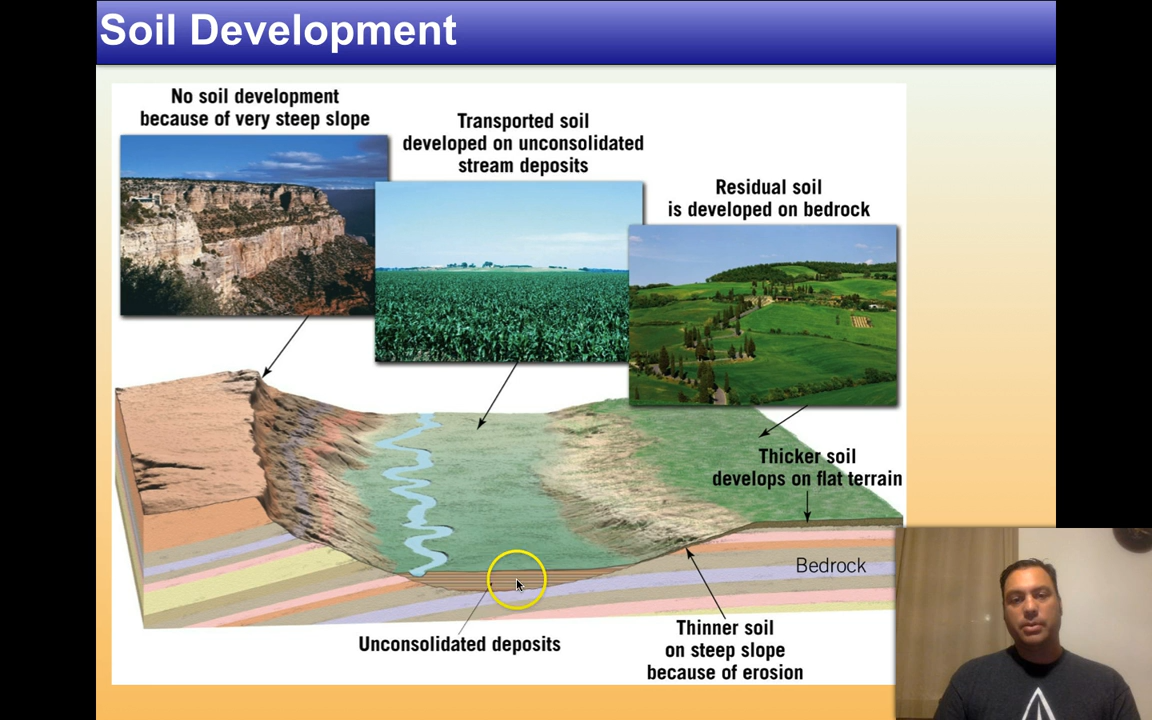 Soil Development
No soil development
because of very steep slope
Transported soil
developed on unconsolidated
stream deposits
Residual soil
is developed on bedrock
Thicker soil
develops on flat terrain
Bedrock
Unconsolidated deposits
Thinner soil
on steep slope
because of erosion